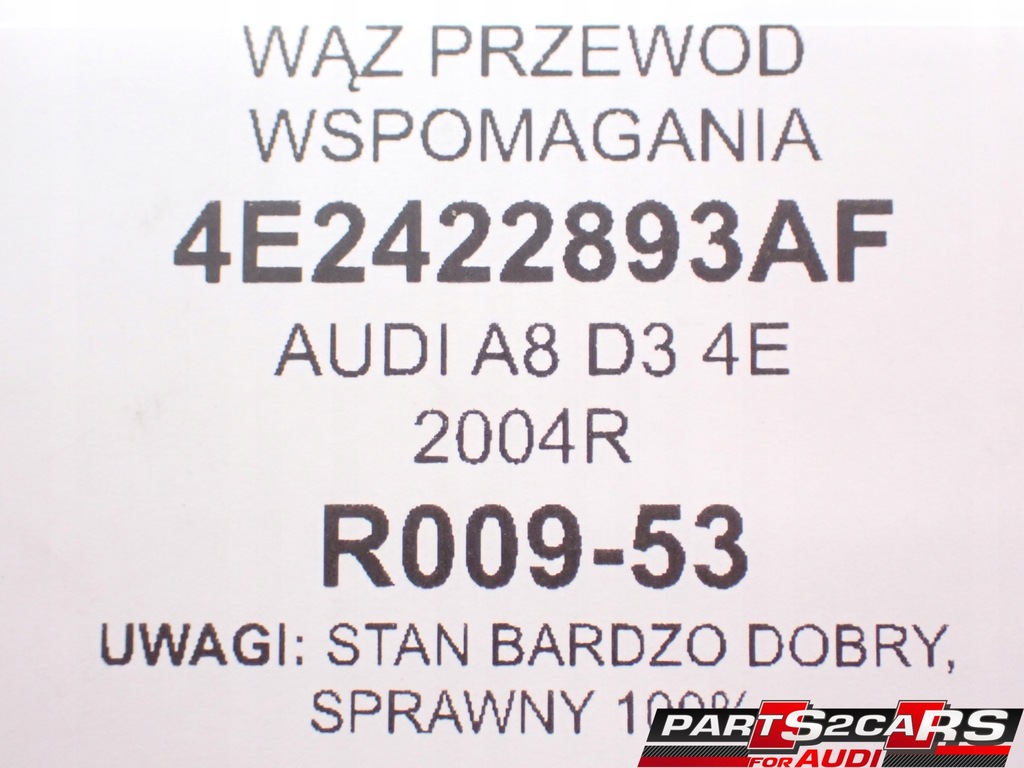 WĄZ PRZEWOD
WSPOMAGANIA
4E2422893AF
AUDI A8 D3 4E
2004R
R009-53
UWAGI: STAN BARDZO DOBRY,
SPRAWNY 100%
PARTS2CARS
FOR AUDI